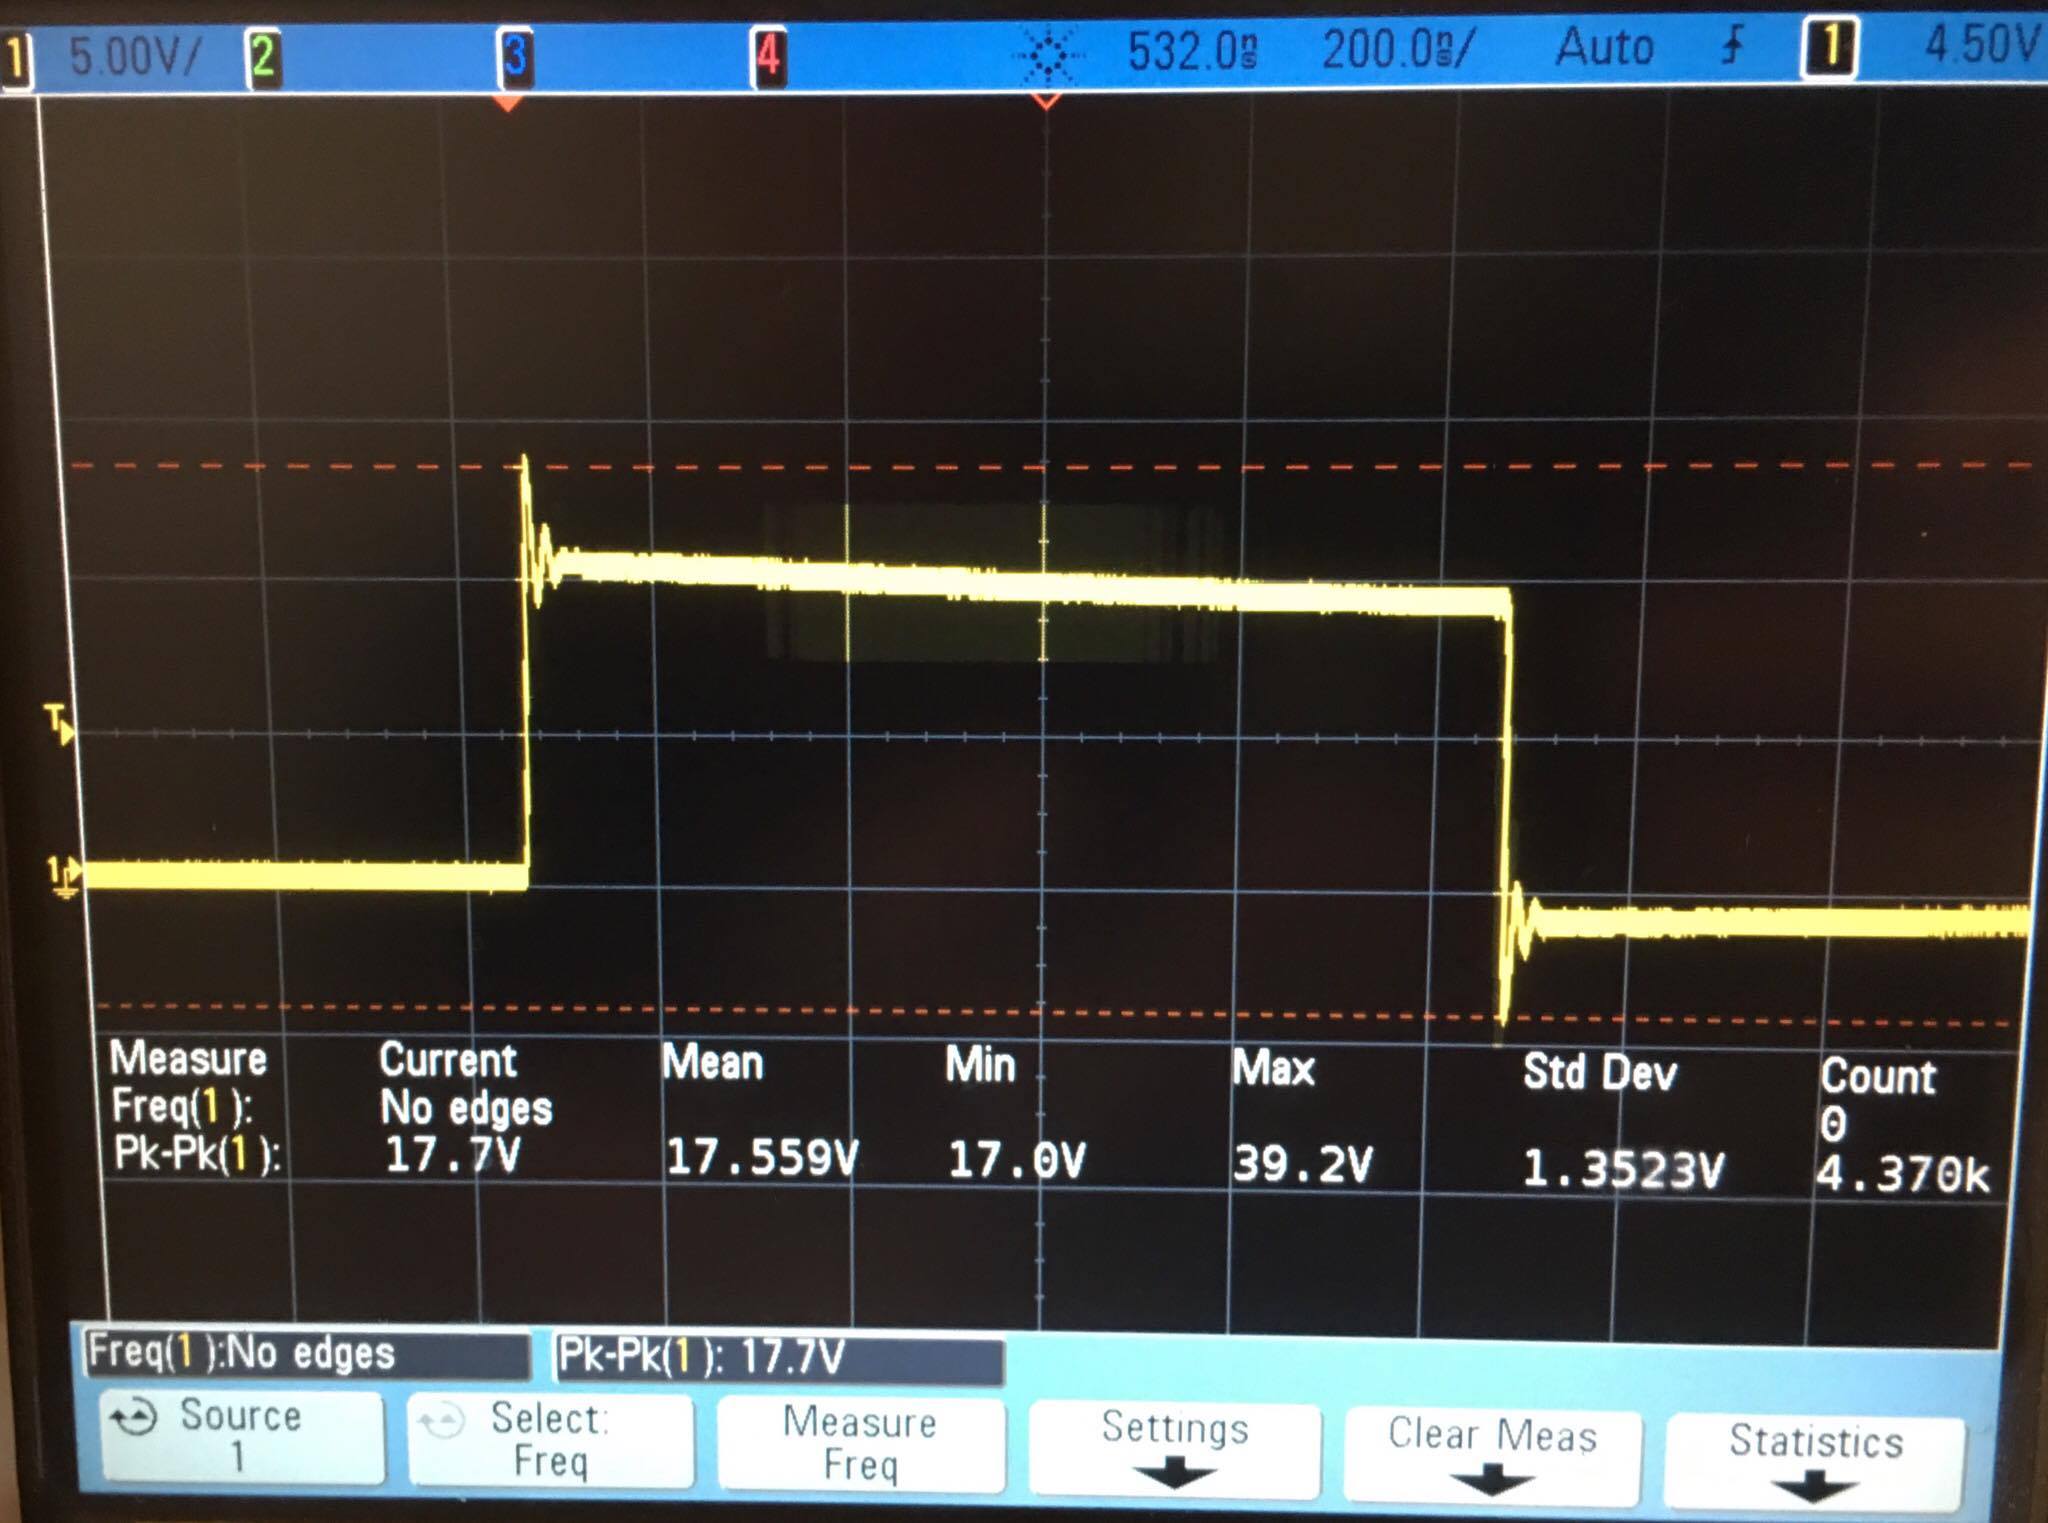 1 5.00V/ 2 3 4 532.0ns 200.0ns/ Auto 1 4.50V
T
1
Measure Current Mean Min Max Std Dev Count
Freq(1): No edges 0
Pk-Pk(1): 17.7V 17.559V 17.0V 39.2V 1.3523V 4.370k
Freq(1):No edges Pk-Pk(1): 17.7V
Source Select: Measure Settings Clear Meas Statistics
1 Freq Freq